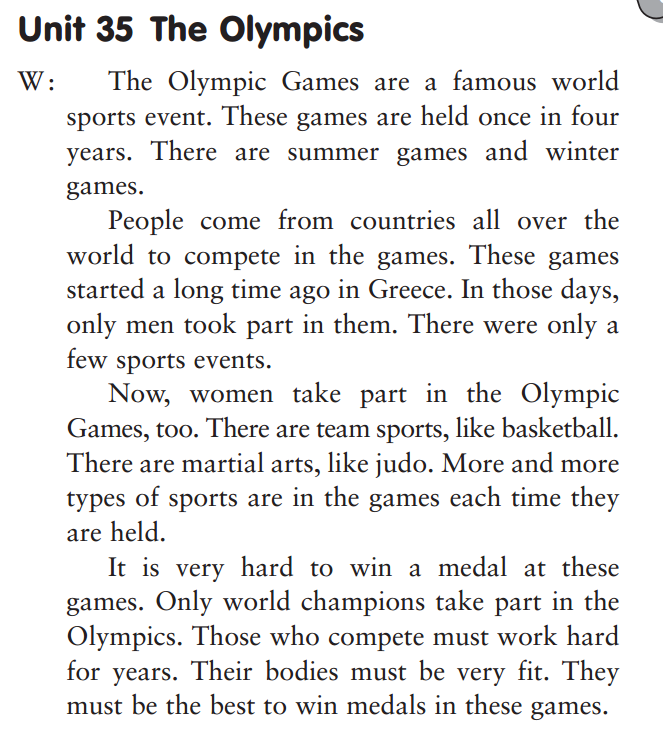 Unit 35 The Olympics
W: The Olympic Games are a famous world
sports event. These games are held once in four
years. There are summer games and winter
games.
People come from countries all over the
world to compete in the games. These games
started a long time ago in Greece. In those days,
only men took part in them. There were only a
few sports events.
Now, women take part in the Olympic
Games, too. There are team sports, like basketball.
There are martial arts, like judo. More and more
types of sports are in the games each time they
are held.
It is very hard to win a medal at these
games. Only world champions take part in the
Olympics. Those who compete must work hard
for years. Their bodies must be very fit. They
must be the best to win medals in these games.